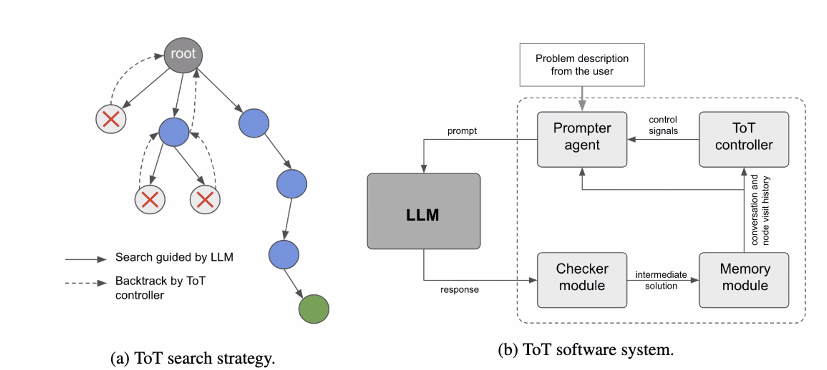 root
Search guided by LLM
Backtrack by ToT
controller
(a) ToT search strategy.
Problem description
from the user
prompt
Prompter
agent
control
signals
ToT
controller
LLM
conversation and
node visit history
response
Checker
module
intermediate
solution
Memory
module
(b) ToT software system.